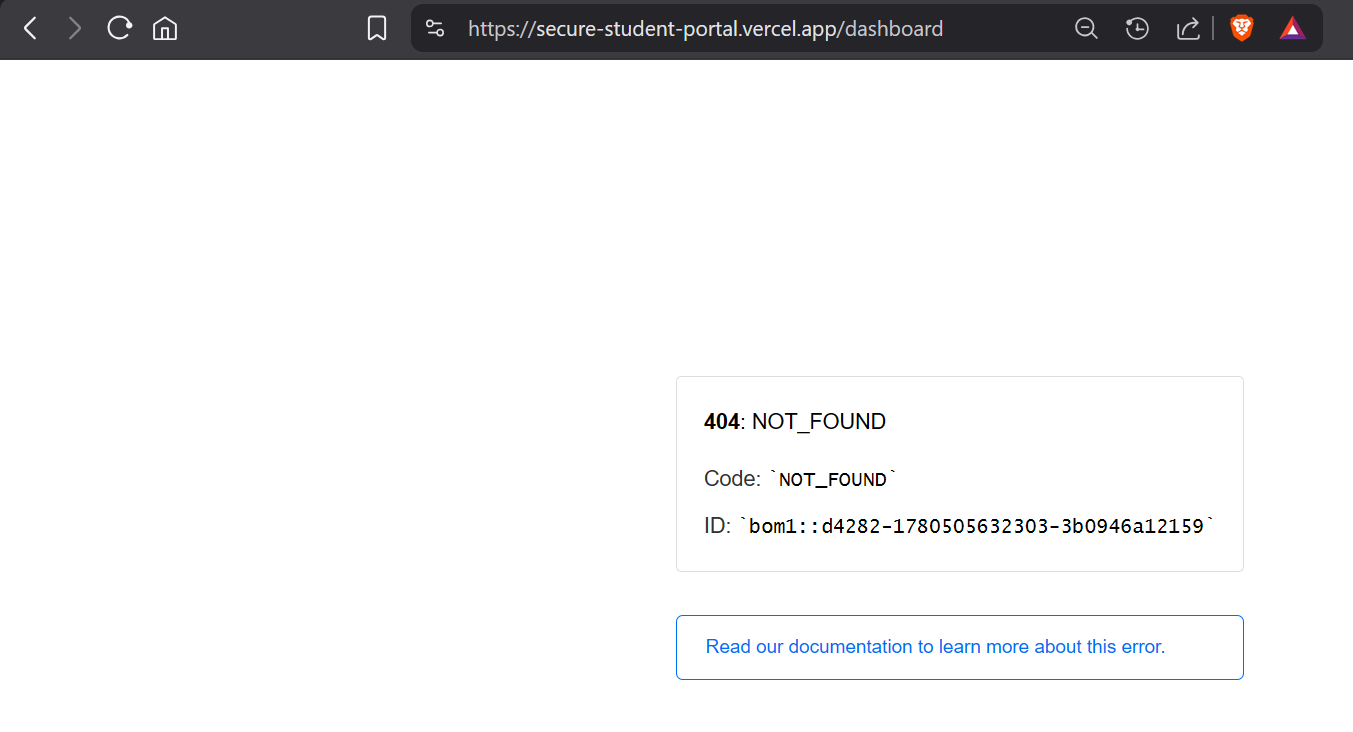 https://secure-student-portal.vercel.app/dashboard
404: NOT_FOUND
Code: `NOT_FOUND`
ID: `bom1::d4282-1780505632303-3b0946a12159`
Read our documentation to learn more about this error.